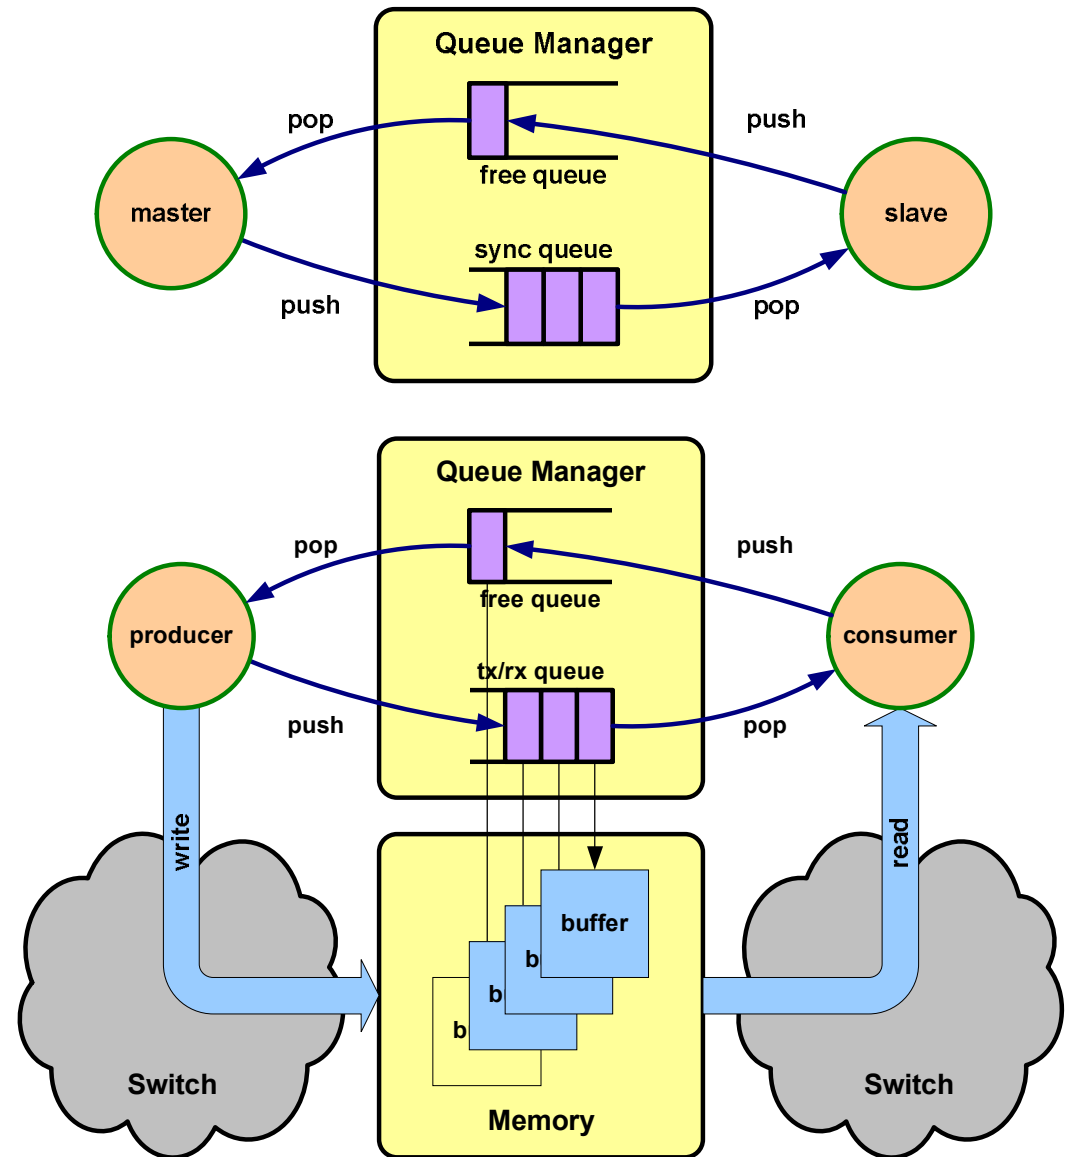 Queue Manager
pop
push
free queue
master
slave
sync queue
push
pop
Queue Manager
pop
push
free queue
producer
consumer
tx/rx queue
push
pop
write
read
buffer
b
b
b
Switch
Switch
Memory